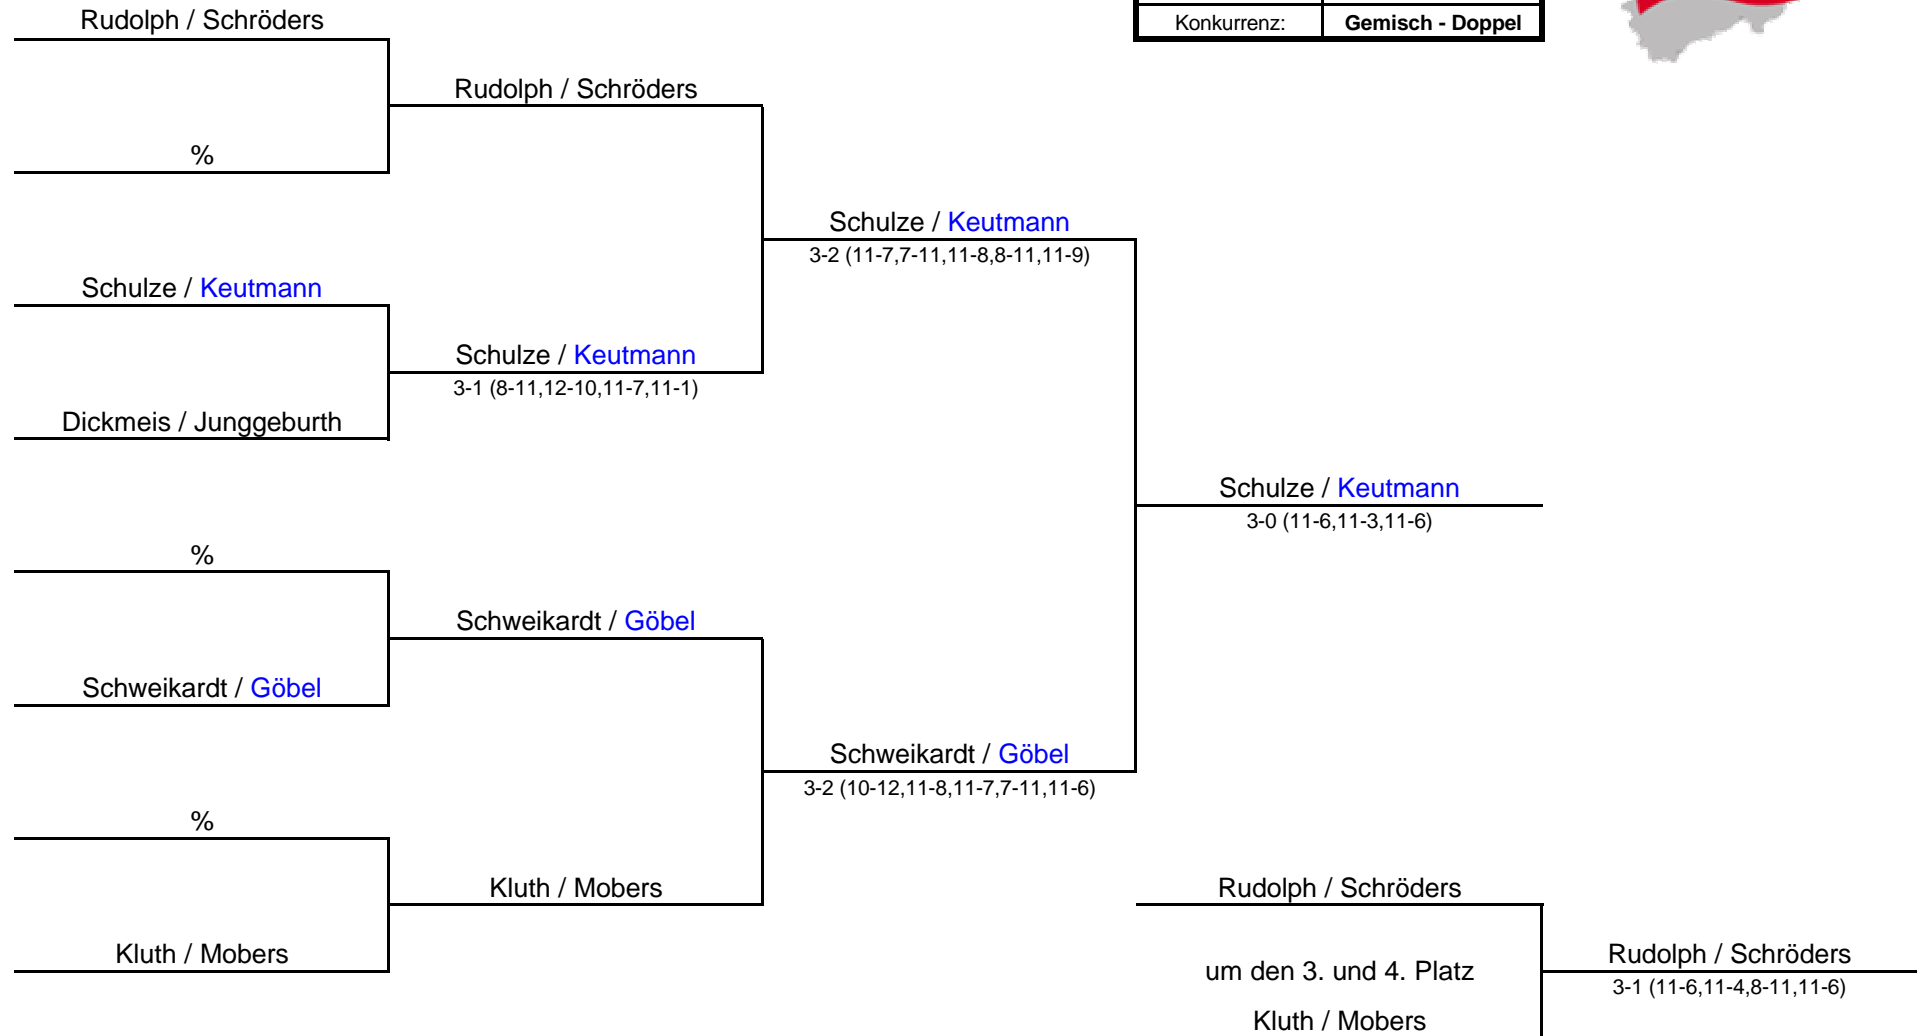 Rudolph / Schröders
Konkurrenz: Gemisch - Doppel
Rudolph / Schröders
%
Schulze / Keutmann
3-2 (11-7,7-11,11-8,8-11,11-9)
Schulze / Keutmann
Schulze / Keutmann
3-1 (8-11,12-10,11-7,11-1)
Dickmeis / Junggeburth
Schulze / Keutmann
3-0 (11-6,11-3,11-6)
%
Schweikardt / Göbel
Schweikardt / Göbel
Schweikardt / Göbel
3-2 (10-12,11-8,11-7,7-11,11-6)
%
Kluth / Mobers
Rudolph / Schröders
Kluth / Mobers
um den 3. und 4. Platz
Rudolph / Schröders
3-1 (11-6,11-4,8-11,11-6)
Kluth / Mobers